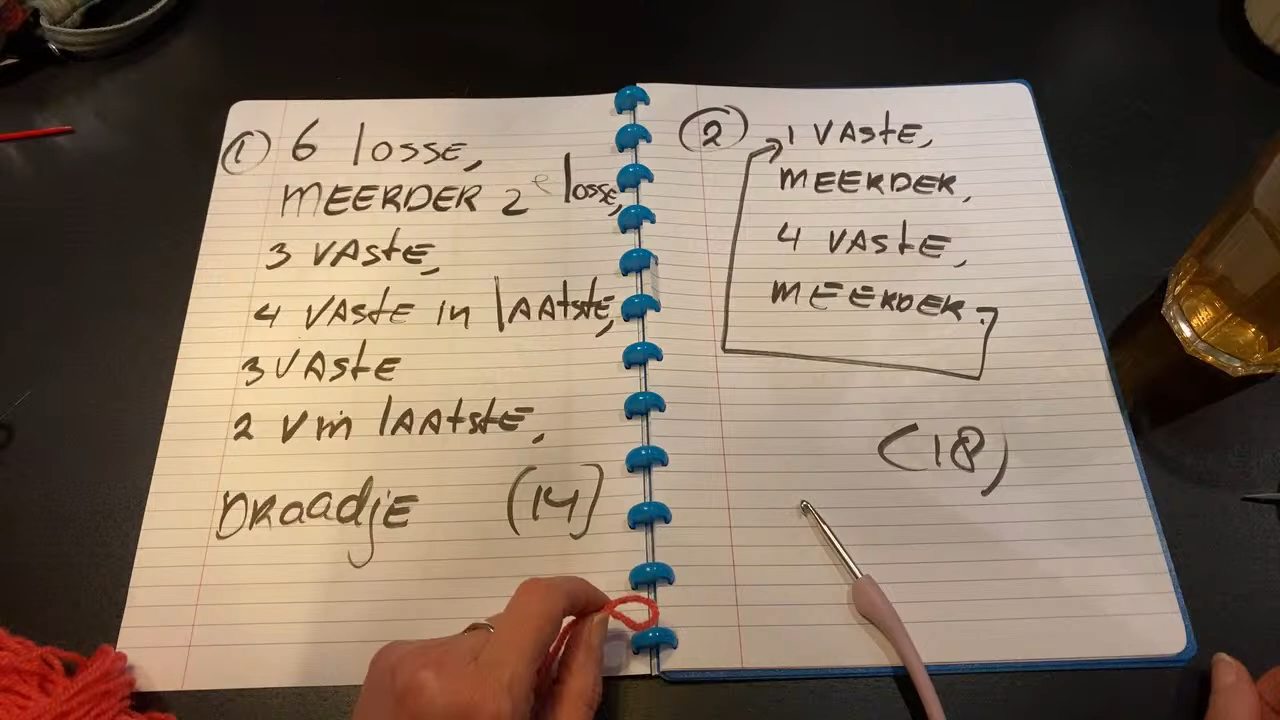 ① 6 losse,
MEERDER 2e losse,
3 VASTE,
4 VASTE in LAATSTE,
3 VASTE
2 V in LAATSTE,
DRAADJE (14)
② 1 VASTE,
MEERDER,
4 VASTE,
MEERDER
(18)